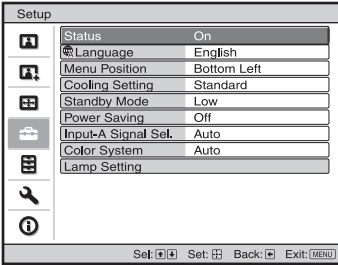 Setup
Status On
Language English
Menu Position Bottom Left
Cooling Setting Standard
Standby Mode Low
Power Saving Off
Input-A Signal Sel. Auto
Color System Auto
Lamp Setting
Sel: Set: Back: Exit: MENU